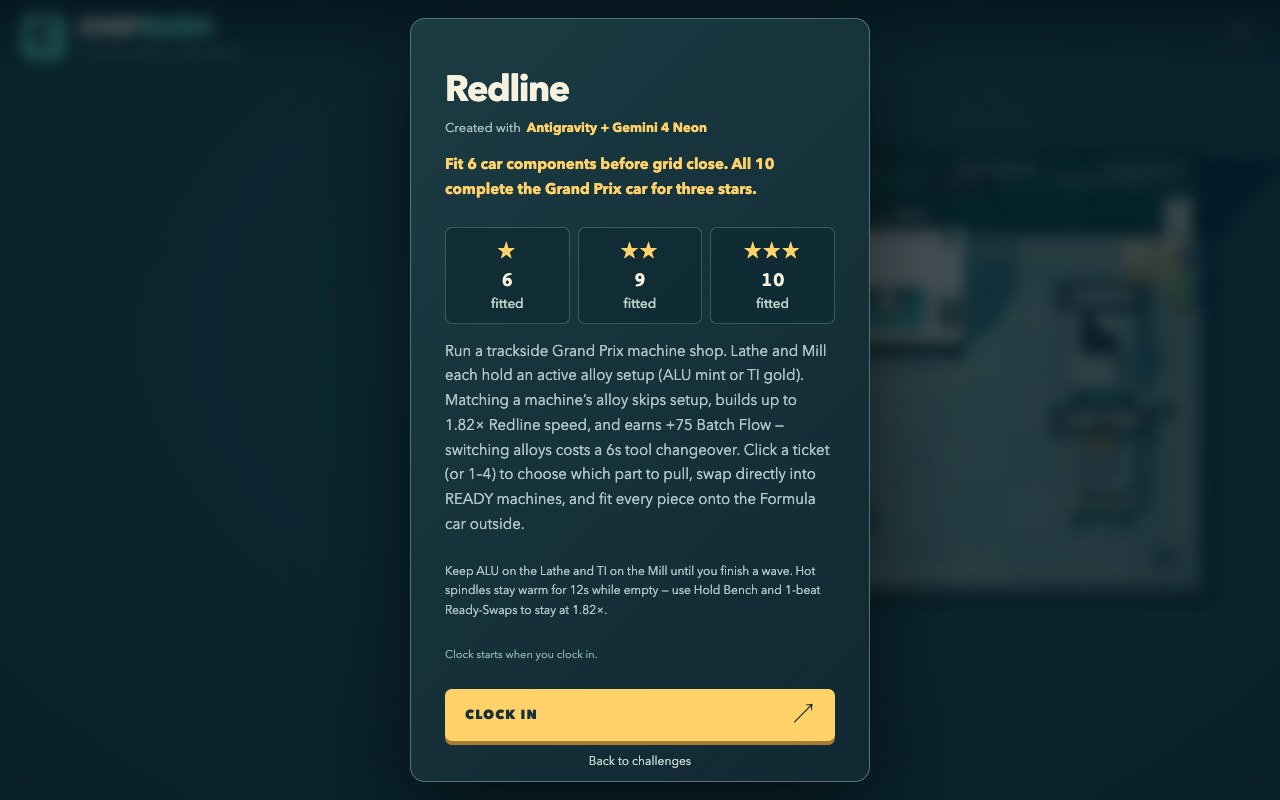 Redline
Created with Antigravity + Gemini 4 Neon
Fit 6 car components before grid close. All 10
complete the Grand Prix car for three stars.
★ ★★ ★★★
6 9 10
fitted fitted fitted
Run a trackside Grand Prix machine shop. Lathe and Mill
each hold an active alloy setup (ALU mint or TI gold).
Matching a machine's alloy skips setup, builds up to
1.82× Redline speed, and earns +75 Batch Flow —
switching alloys costs a 6s tool changeover. Click a ticket
(or 1–4) to choose which part to pull, swap directly into
READY machines, and fit every piece onto the Formula
car outside.
Keep ALU on the Lathe and TI on the Mill until you finish a wave. Hot
spindles stay warm for 12s while empty — use Hold Bench and 1-beat
Ready-Swaps to stay at 1.82×.
Clock starts when you clock in.
CLOCK IN
Back to challenges